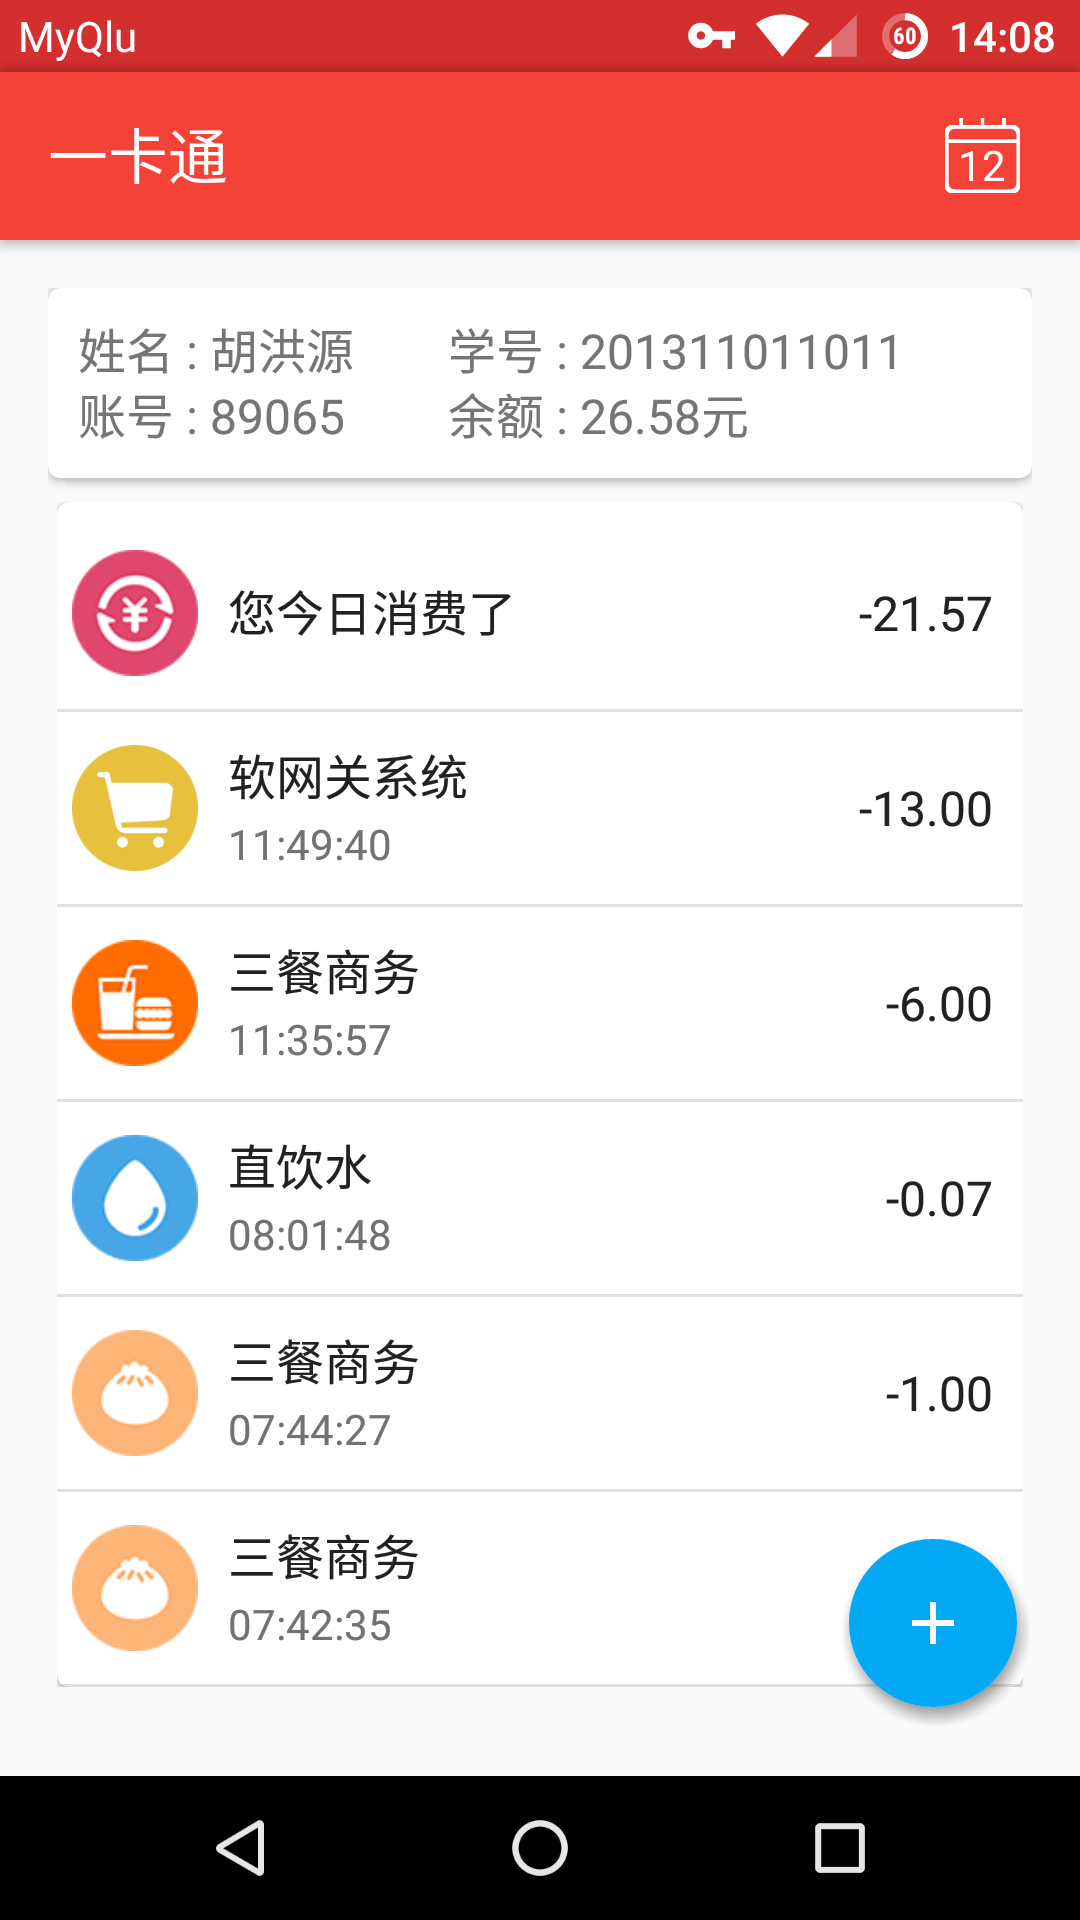 MyQlu 60 14:08
一卡通 12
姓名 : 胡洪源 学号 : 201311011011
账号 : 89065 余额 : 26.58元
您今日消费了 -21.57
软网关系统 -13.00
11:49:40
三餐商务 -6.00
11:35:57
直饮水 -0.07
08:01:48
三餐商务 -1.00
07:44:27
三餐商务
07:42:35